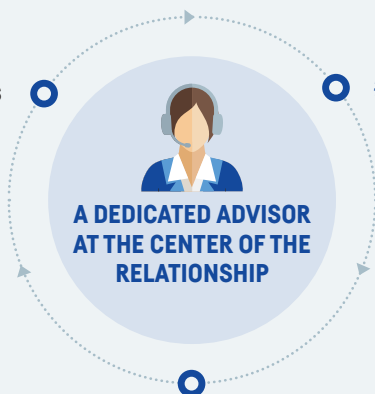 A DEDICATED ADVISOR
AT THE CENTER OF THE
RELATIONSHIP